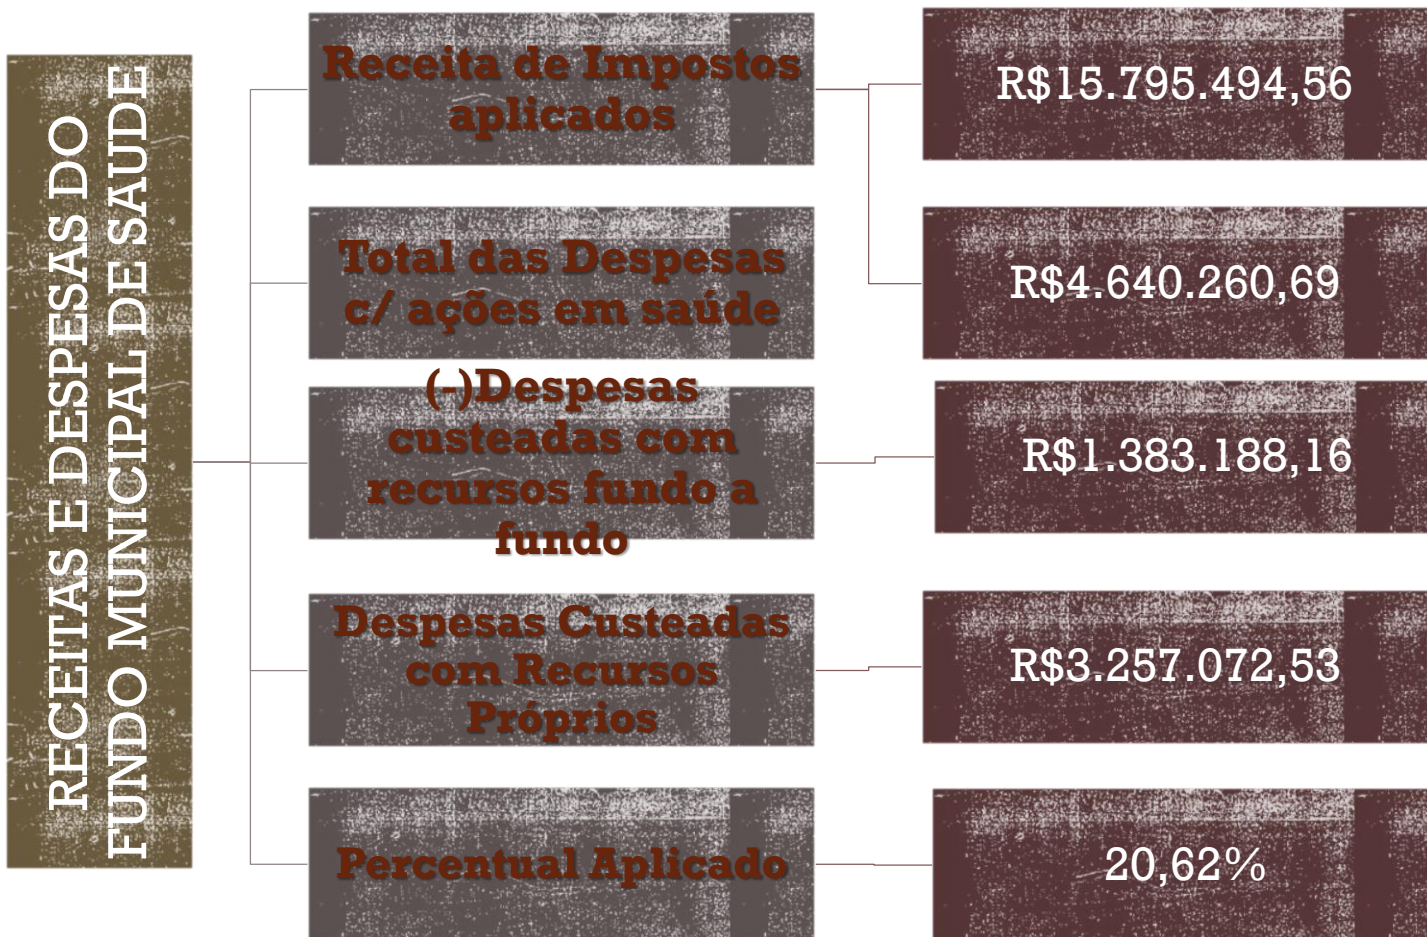 RECEITAS E DESPESAS DO
FUNDO MUNICIPAL DE SAUDE
Receita de Impostos
aplicados
R$15.795.494,56
Total das Despesas
c/ ações em saúde
R$4.640.260,69
(-)Despesas
custeadas com
recursos fundo a
fundo
R$1.383.188,16
Despesas Custeadas
com Recursos
Próprios
R$3.257.072,53
Percentual Aplicado
20,62%